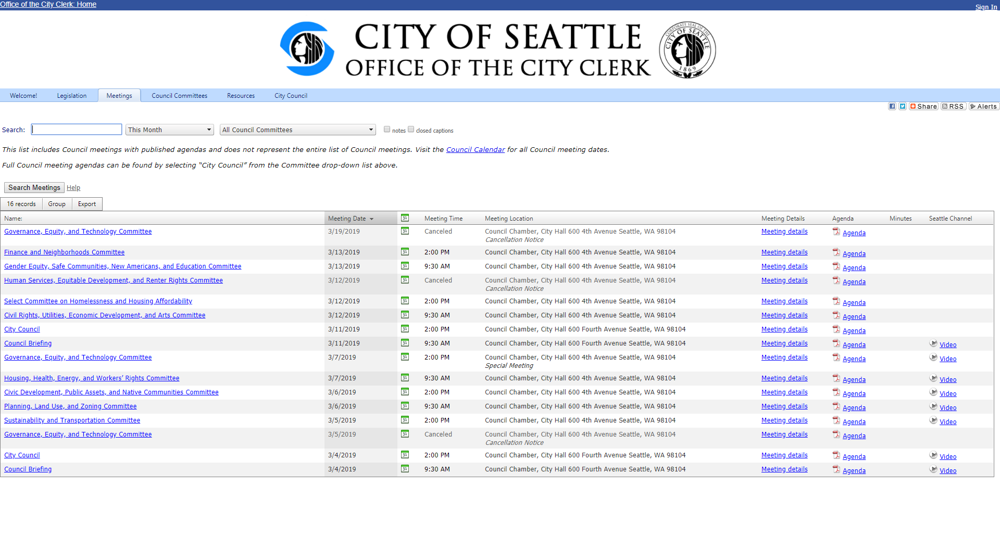 Office of the City Clerk: Home
Sign In
CITY OF SEATTLE
OFFICE OF THE CITY CLERK
CORPORATE SEAL OF THE
CITY OF SEATTLE
1869
Welcome! Legislation Meetings Council Committees Resources City Council
Share RSS Alerts
Search: This Month All Council Committees notes closed captions
This list includes Council meetings with published agendas and does not represent the entire list of Council meetings. Visit the Council Calendar for all Council meeting dates.
Full Council meeting agendas can be found by selecting “City Council” from the Committee drop-down list above.
Search Meetings Help
16 records Group Export
Name: Meeting Date 31 Meeting Time Meeting Location Meeting Details Agenda Minutes Seattle Channel
Governance, Equity, and Technology Committee 3/19/2019 31 Canceled Council Chamber, City Hall 600 4th Avenue Seattle, WA 98104 Meeting details Agenda
Cancellation Notice
Finance and Neighborhoods Committee 3/13/2019 31 2:00 PM Council Chamber, City Hall 600 4th Avenue Seattle, WA 98104 Meeting details Agenda
Gender Equity, Safe Communities, New Americans, and Education Committee 3/13/2019 31 9:30 AM Council Chamber, City Hall 600 4th Avenue Seattle, WA 98104 Meeting details Agenda
Human Services, Equitable Development, and Renter Rights Committee 3/12/2019 31 Canceled Council Chamber, City Hall 600 4th Avenue Seattle, WA 98104 Meeting details Agenda
Cancellation Notice
Select Committee on Homelessness and Housing Affordability 3/12/2019 31 2:00 PM Council Chamber, City Hall 600 4th Avenue Seattle, WA 98104 Meeting details Agenda
Civil Rights, Utilities, Economic Development, and Arts Committee 3/12/2019 31 9:30 AM Council Chamber, City Hall 600 4th Avenue Seattle, WA 98104 Meeting details Agenda
City Council 3/11/2019 31 2:00 PM Council Chamber, City Hall 600 Fourth Avenue Seattle, WA 98104 Meeting details Agenda
Council Briefing 3/11/2019 31 9:30 AM Council Chamber, City Hall 600 Fourth Avenue Seattle, WA 98104 Meeting details Agenda Video
Governance, Equity, and Technology Committee 3/7/2019 31 2:00 PM Council Chamber, City Hall 600 4th Avenue Seattle, WA 98104 Meeting details Agenda Video
Special Meeting
Housing, Health, Energy, and Workers’ Rights Committee 3/7/2019 31 9:30 AM Council Chamber, City Hall 600 4th Avenue Seattle, WA 98104 Meeting details Agenda Video
Civic Development, Public Assets, and Native Communities Committee 3/6/2019 31 2:00 PM Council Chamber, City Hall 600 4th Avenue Seattle, WA 98104 Meeting details Agenda Video
Planning, Land Use, and Zoning Committee 3/6/2019 31 9:30 AM Council Chamber, City Hall 600 4th Avenue Seattle, WA 98104 Meeting details Agenda Video
Sustainability and Transportation Committee 3/5/2019 31 2:00 PM Council Chamber, City Hall 600 4th Avenue Seattle, WA 98104 Meeting details Agenda Video
Governance, Equity, and Technology Committee 3/5/2019 31 Canceled Council Chamber, City Hall 600 4th Avenue Seattle, WA 98104 Meeting details Agenda
Cancellation Notice
City Council 3/4/2019 31 2:00 PM Council Chamber, City Hall 600 Fourth Avenue Seattle, WA 98104 Meeting details Agenda Video
Council Briefing 3/4/2019 31 9:30 AM Council Chamber, City Hall 600 Fourth Avenue Seattle, WA 98104 Meeting details Agenda Video